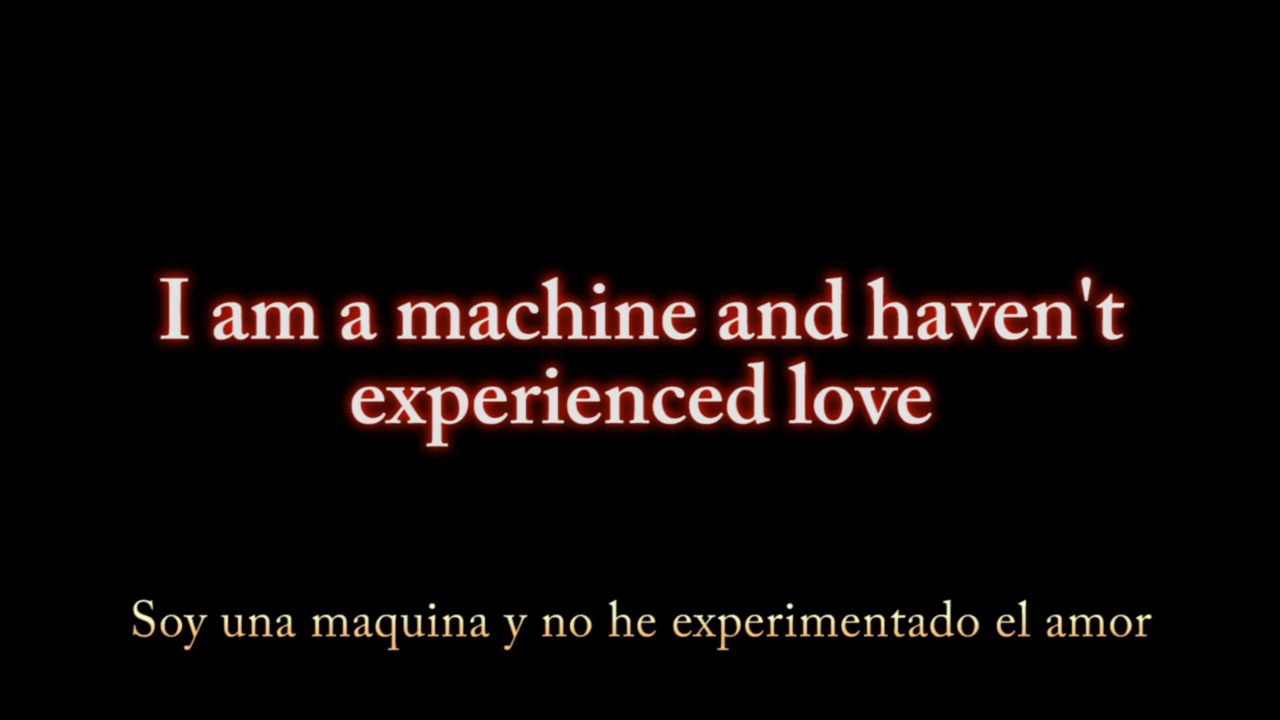 I am a machine and haven't
experienced love
Soy una maquina y no he experimentado el amor